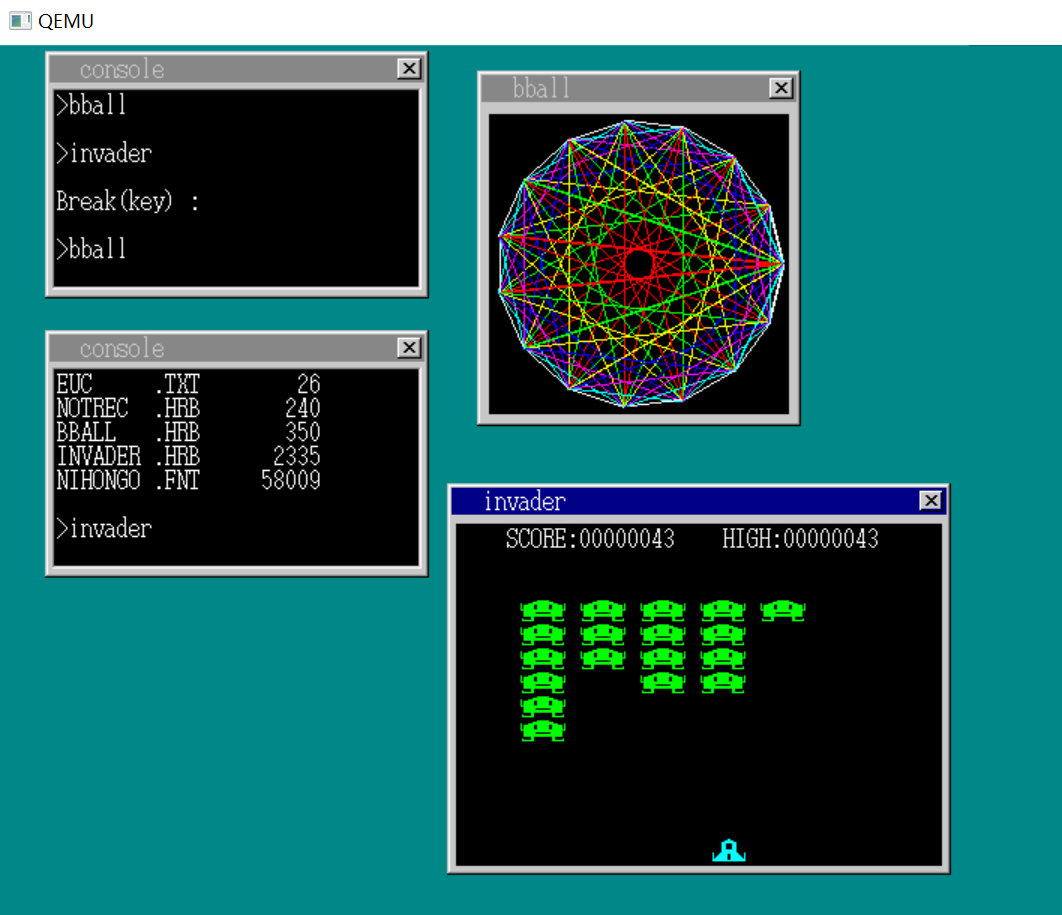 QEMU
console
>bball
>invader
Break(key) :
>bball
bball
console
EUC .TXT 26
NOTREC .HRB 240
BBALL .HRB 350
INVADER .HRB 2335
NIHONGO .FNT 58009
>invader
invader
SCORE:00000043 HIGH:00000043